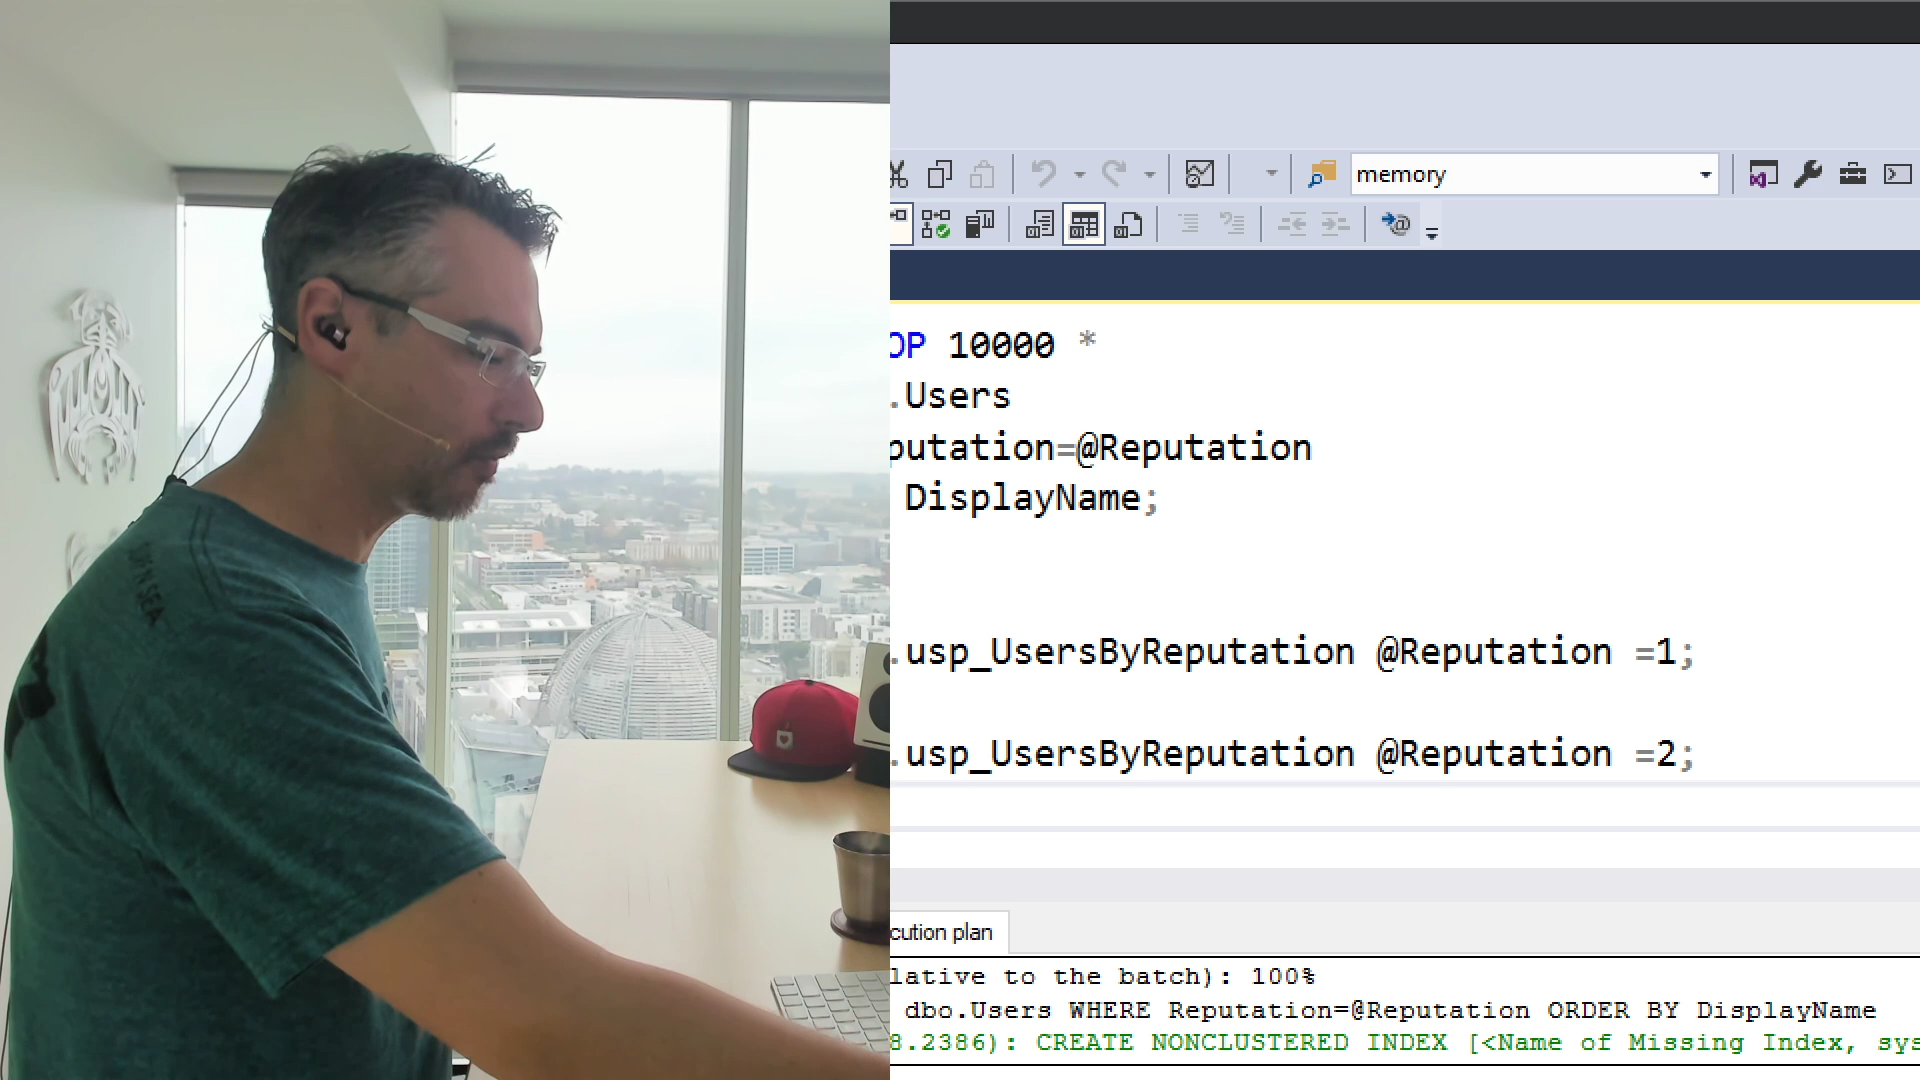 memory
OP 10000 *
.Users
putation=@Reputation
DisplayName;
.usp_UsersByReputation @Reputation =1;
.usp_UsersByReputation @Reputation =2;
cution plan
lative to the batch): 100%
dbo.Users WHERE Reputation=@Reputation ORDER BY DisplayName
8.2386): CREATE NONCLUSTERED INDEX [<Name of Missing Index, sys